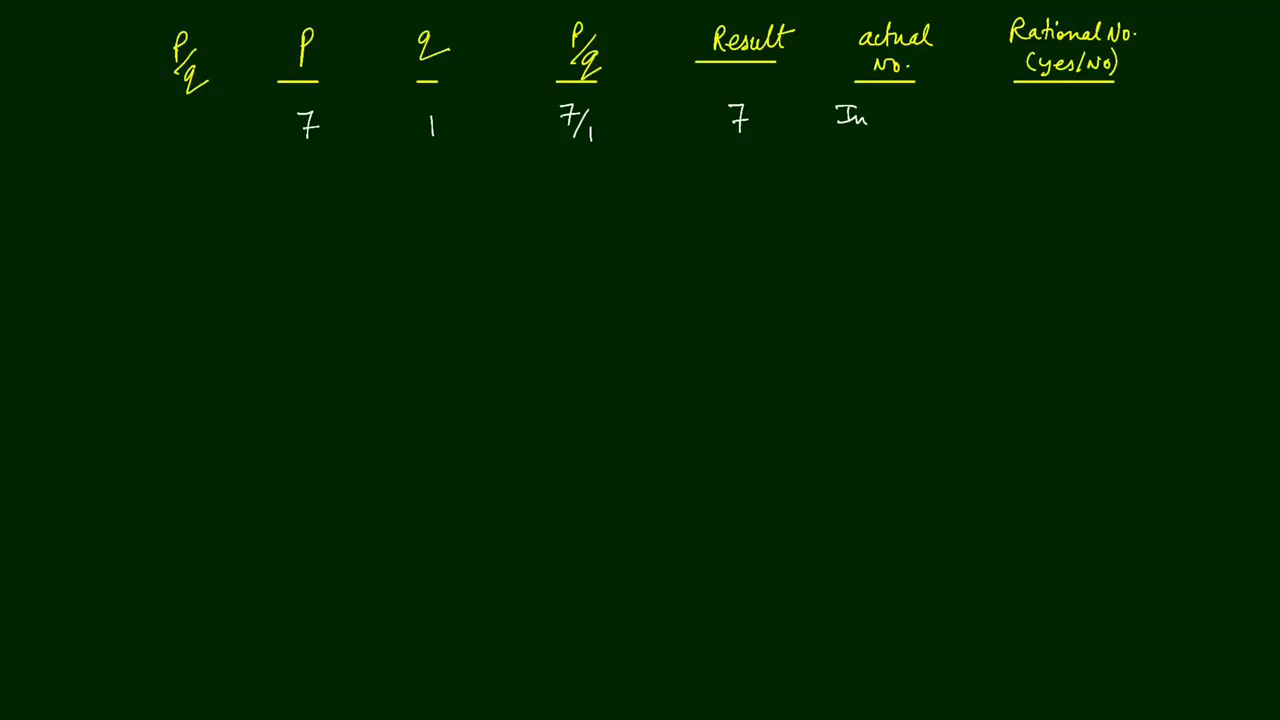 P/q P q P/q Result actual No. Rational No. (yes/No)
7 1 7/1 7 In